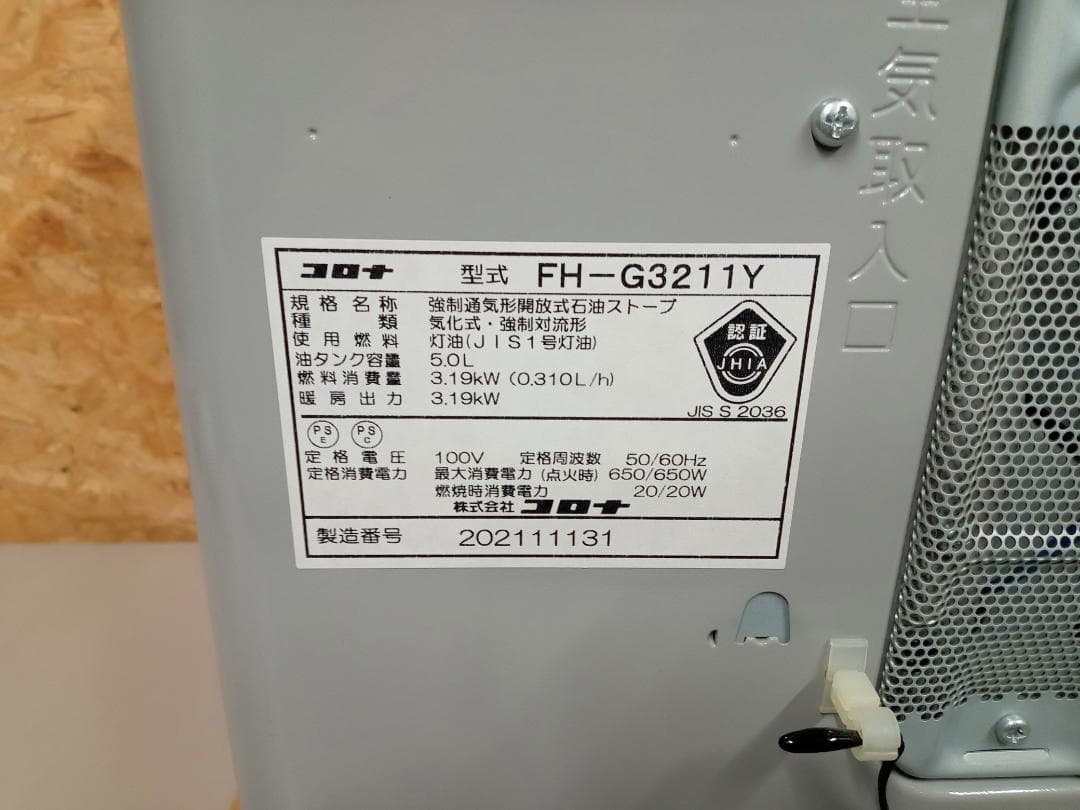 空気取入口
コロナ 型式 FH-G3211Y
規格名称 強制通気形開放式石油ストーブ
種類 気化式・強制対流形
使用燃料 灯油(JIS1号灯油)
油タンク容量 5.0L
燃料消費量 3.19kW (0.310L/h)
暖房出力 3.19kW
認証
JHIA
JIS S 2036
PS E PS C
定格電圧 100V 定格周波数 50/60Hz
定格消費電力 最大消費電力(点火時) 650/650W
燃焼時消費電力 20/20W
株式会社 コロナ
製造番号 202111131